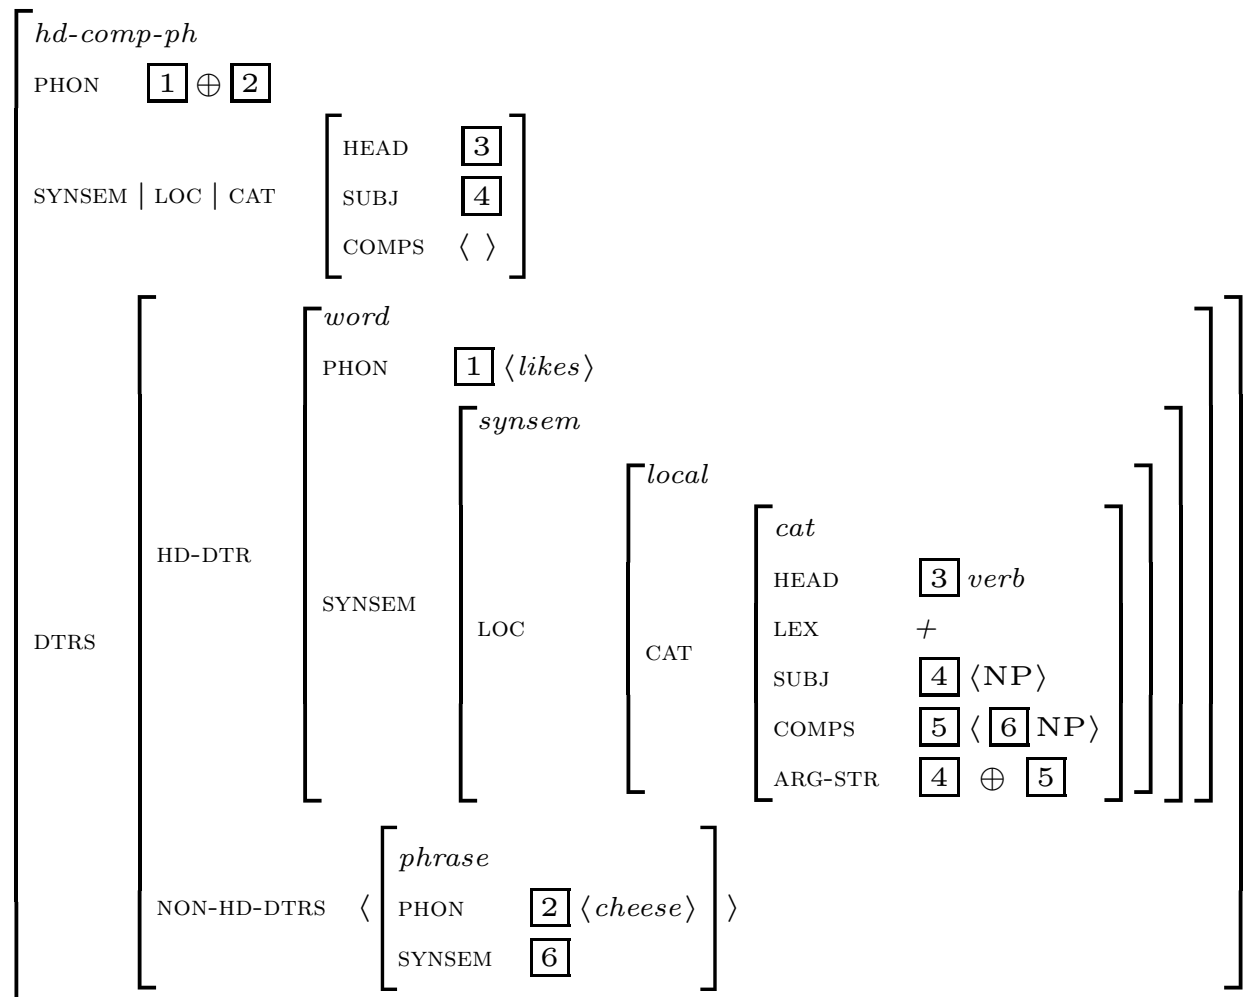 hd-comp-ph
PHON 1 ⊕ 2
HEAD 3
SYNSEM | LOC | CAT SUBJ 4
COMPS ⟨ ⟩
word
PHON 1 ⟨likes⟩
synsem
local
cat
HD-DTR
HEAD 3 verb
SYNSEM
LOC LEX +
DTRS
CAT
SUBJ 4 ⟨NP⟩
COMPS 5 ⟨ 6 NP⟩
ARG-STR 4 ⊕ 5
phrase
NON-HD-DTRS ⟨ PHON 2 ⟨cheese⟩ ⟩
SYNSEM 6